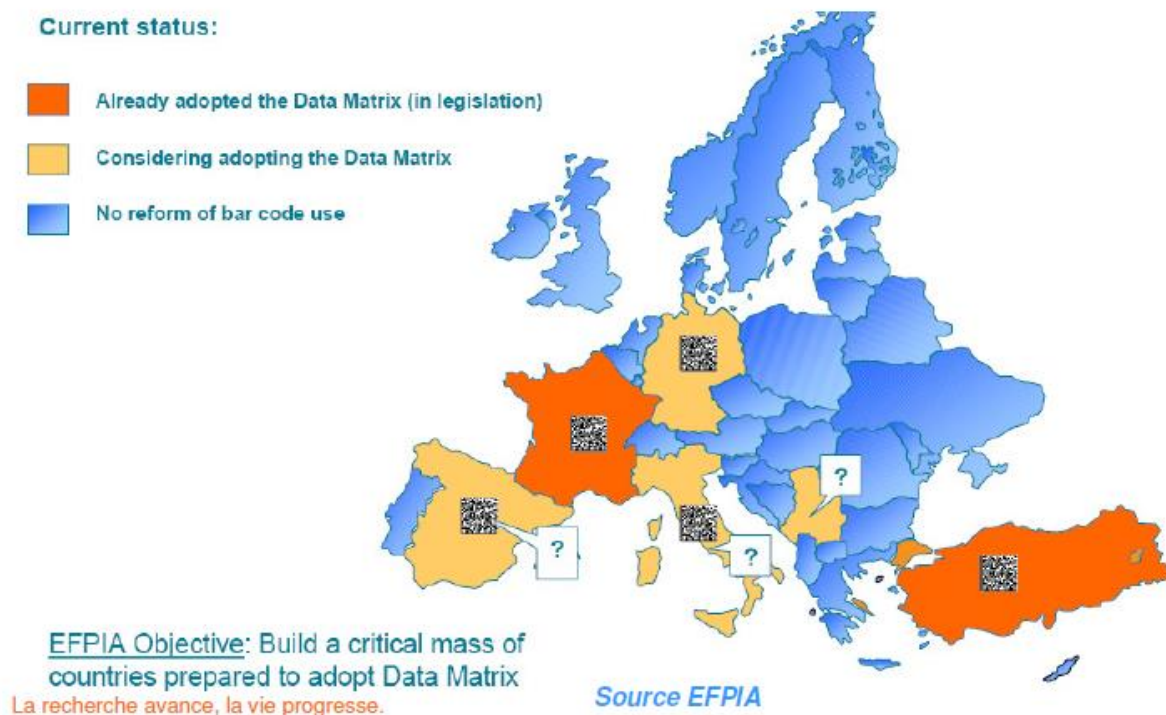 Current status:
Already adopted the Data Matrix (in legislation)
Considering adopting the Data Matrix
No reform of bar code use
?
?
?
EFPIA Objective: Build a critical mass of
countries prepared to adopt Data Matrix
La recherche avance, la vie progresse.
Source EFPIA